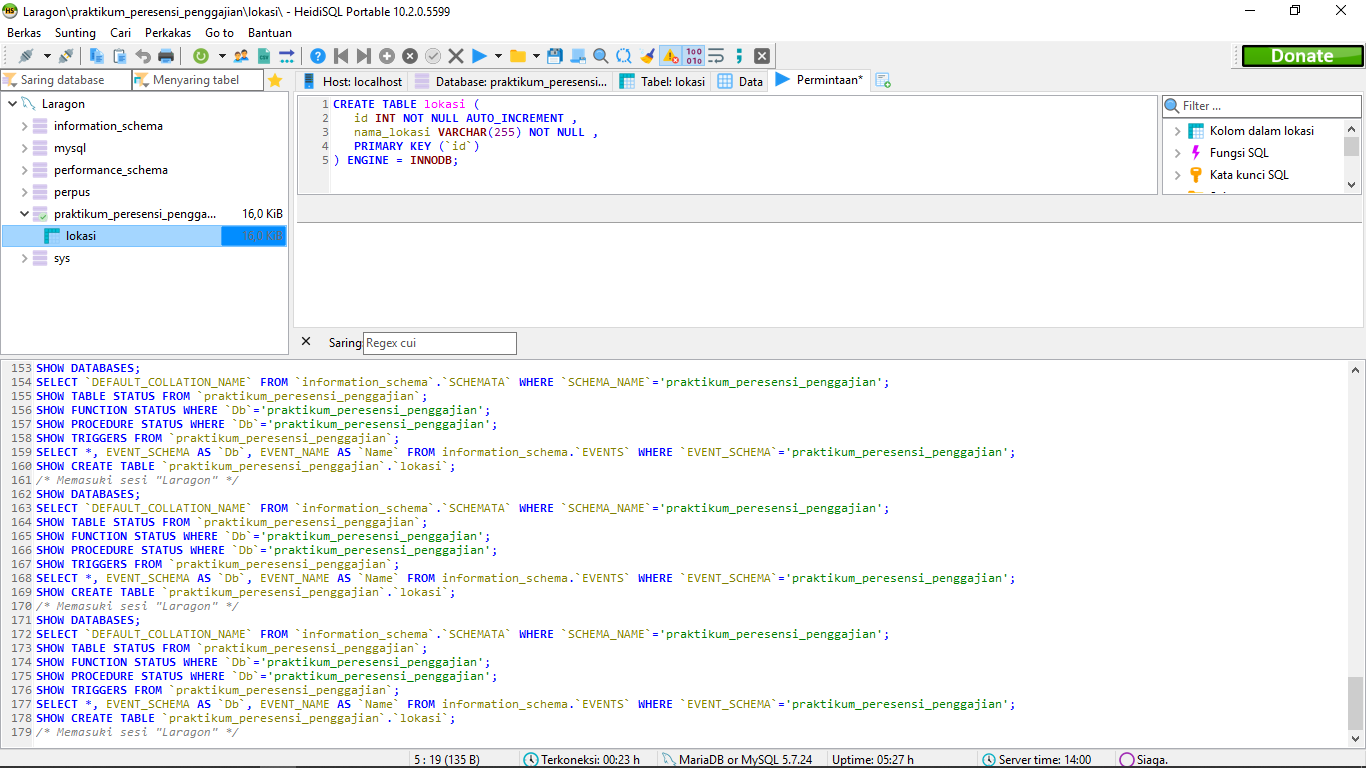 Laragon\praktikum_peresensi_penggajian\lokasi\ - HeidiSQL Portable 10.2.0.5599
Berkas Sunting Cari Perkakas Go to Bantuan
Donate
Saring database Menyaring tabel
Host: localhost Database: praktikum_peresensi... Tabel: lokasi Data Permintaan*
Laragon
information_schema
mysql
performance_schema
perpus
praktikum_peresensi_pengga... 16,0 KiB
lokasi 16,0 KiB
sys
1 CREATE TABLE lokasi (
2 id INT NOT NULL AUTO_INCREMENT ,
3 nama_lokasi VARCHAR(255) NOT NULL ,
4 PRIMARY KEY (`id`)
5 ) ENGINE = INNODB;
Filter ...
Kolom dalam lokasi
Fungsi SQL
Kata kunci SQL
Saring: Regex cui
153 SHOW DATABASES;
154 SELECT `DEFAULT_COLLATION_NAME` FROM `information_schema`.`SCHEMATA` WHERE `SCHEMA_NAME`='praktikum_peresensi_penggajian';
155 SHOW TABLE STATUS FROM `praktikum_peresensi_penggajian`;
156 SHOW FUNCTION STATUS WHERE `Db`='praktikum_peresensi_penggajian';
157 SHOW PROCEDURE STATUS WHERE `Db`='praktikum_peresensi_penggajian';
158 SHOW TRIGGERS FROM `praktikum_peresensi_penggajian`;
159 SELECT *, EVENT_SCHEMA AS `Db`, EVENT_NAME AS `Name` FROM information_schema.`EVENTS` WHERE `EVENT_SCHEMA`='praktikum_peresensi_penggajian';
160 SHOW CREATE TABLE `praktikum_peresensi_penggajian`.`lokasi`;
161 /* Memasuki sesi "Laragon" */
162 SHOW DATABASES;
163 SELECT `DEFAULT_COLLATION_NAME` FROM `information_schema`.`SCHEMATA` WHERE `SCHEMA_NAME`='praktikum_peresensi_penggajian';
164 SHOW TABLE STATUS FROM `praktikum_peresensi_penggajian`;
165 SHOW FUNCTION STATUS WHERE `Db`='praktikum_peresensi_penggajian';
166 SHOW PROCEDURE STATUS WHERE `Db`='praktikum_peresensi_penggajian';
167 SHOW TRIGGERS FROM `praktikum_peresensi_penggajian`;
168 SELECT *, EVENT_SCHEMA AS `Db`, EVENT_NAME AS `Name` FROM information_schema.`EVENTS` WHERE `EVENT_SCHEMA`='praktikum_peresensi_penggajian';
169 SHOW CREATE TABLE `praktikum_peresensi_penggajian`.`lokasi`;
170 /* Memasuki sesi "Laragon" */
171 SHOW DATABASES;
172 SELECT `DEFAULT_COLLATION_NAME` FROM `information_schema`.`SCHEMATA` WHERE `SCHEMA_NAME`='praktikum_peresensi_penggajian';
173 SHOW TABLE STATUS FROM `praktikum_peresensi_penggajian`;
174 SHOW FUNCTION STATUS WHERE `Db`='praktikum_peresensi_penggajian';
175 SHOW PROCEDURE STATUS WHERE `Db`='praktikum_peresensi_penggajian';
176 SHOW TRIGGERS FROM `praktikum_peresensi_penggajian`;
177 SELECT *, EVENT_SCHEMA AS `Db`, EVENT_NAME AS `Name` FROM information_schema.`EVENTS` WHERE `EVENT_SCHEMA`='praktikum_peresensi_penggajian';
178 SHOW CREATE TABLE `praktikum_peresensi_penggajian`.`lokasi`;
179 /* Memasuki sesi "Laragon" */
5 : 19 (135 B) Terkoneksi: 00:23 h MariaDB or MySQL 5.7.24 Uptime: 05:27 h Server time: 14:00 Siaga.